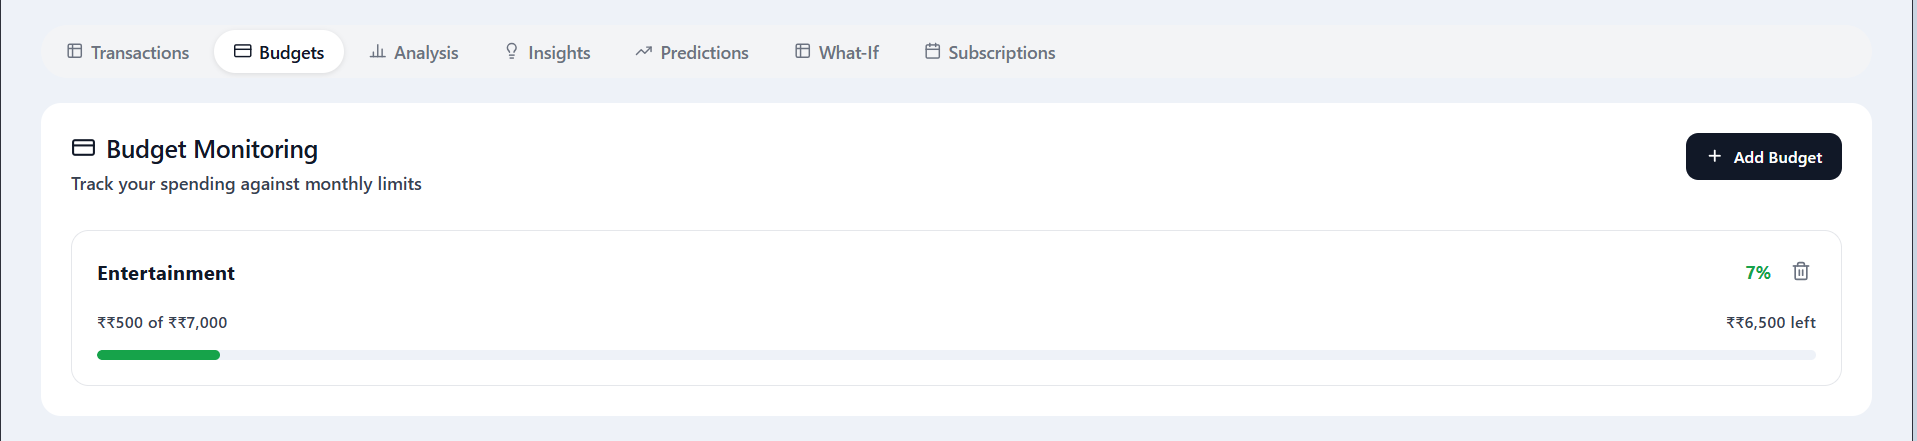 Transactions Budgets Analysis Insights Predictions What-If Subscriptions
Budget Monitoring
+ Add Budget
Track your spending against monthly limits
Entertainment 7%
₹₹500 of ₹₹7,000 ₹₹6,500 left